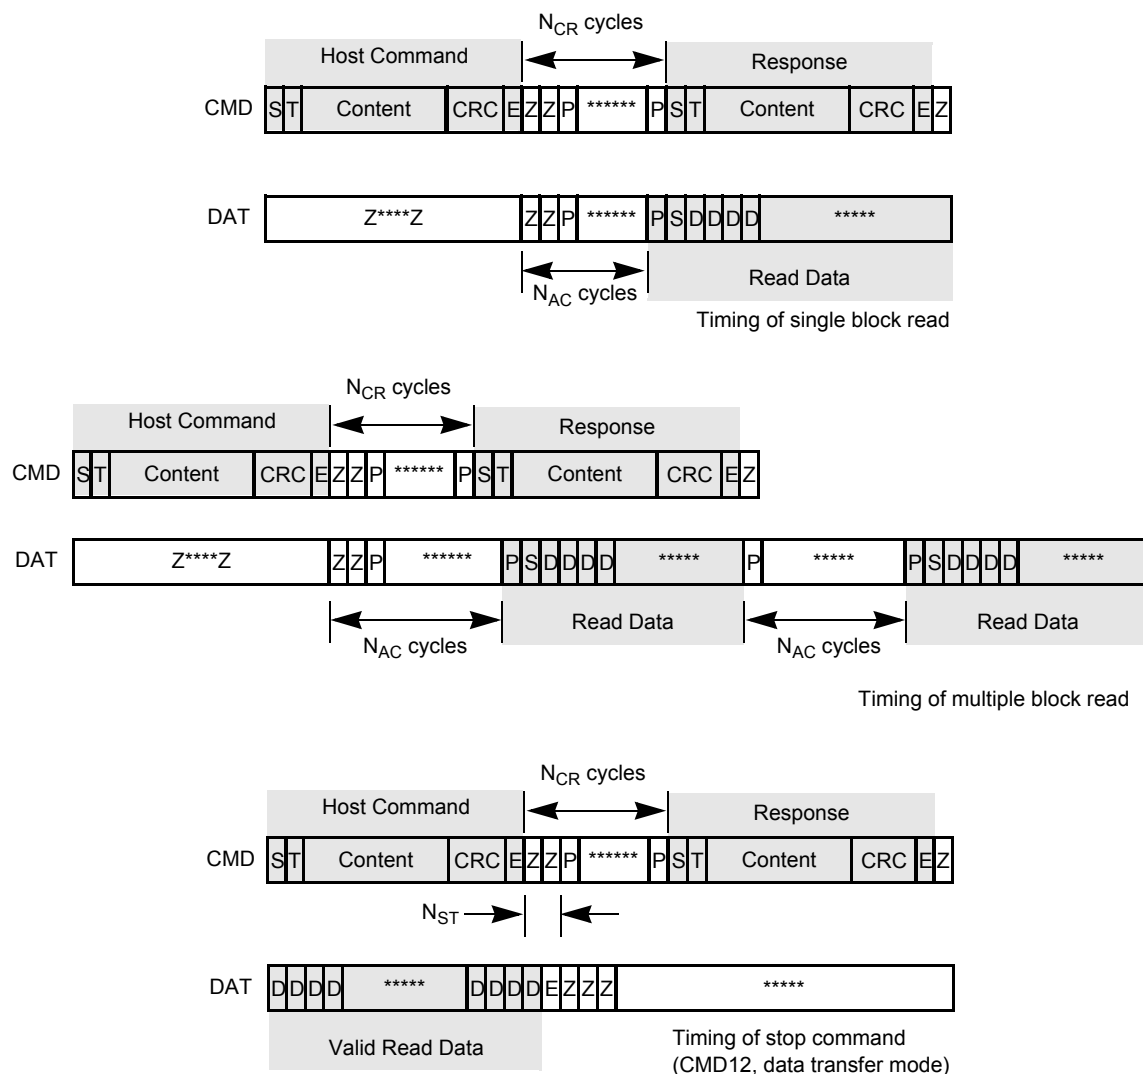 N_CR cycles
Host Command Response
CMD S T Content CRC E Z Z P ****** P S T Content CRC E Z
DAT Z****Z Z Z P ****** P S D D D D *****
N_AC cycles Read Data
Timing of single block read
N_CR cycles
Host Command Response
CMD S T Content CRC E Z Z P ****** P S T Content CRC E Z
DAT Z****Z Z Z P ****** P S D D D D ***** P ***** P S D D D D *****
N_AC cycles Read Data N_AC cycles Read Data
Timing of multiple block read
N_CR cycles
Host Command Response
CMD S T Content CRC E Z Z P ****** P S T Content CRC E Z
N_ST
DAT D D D D ***** D D D D E Z Z Z *****
Valid Read Data
Timing of stop command
(CMD12, data transfer mode)